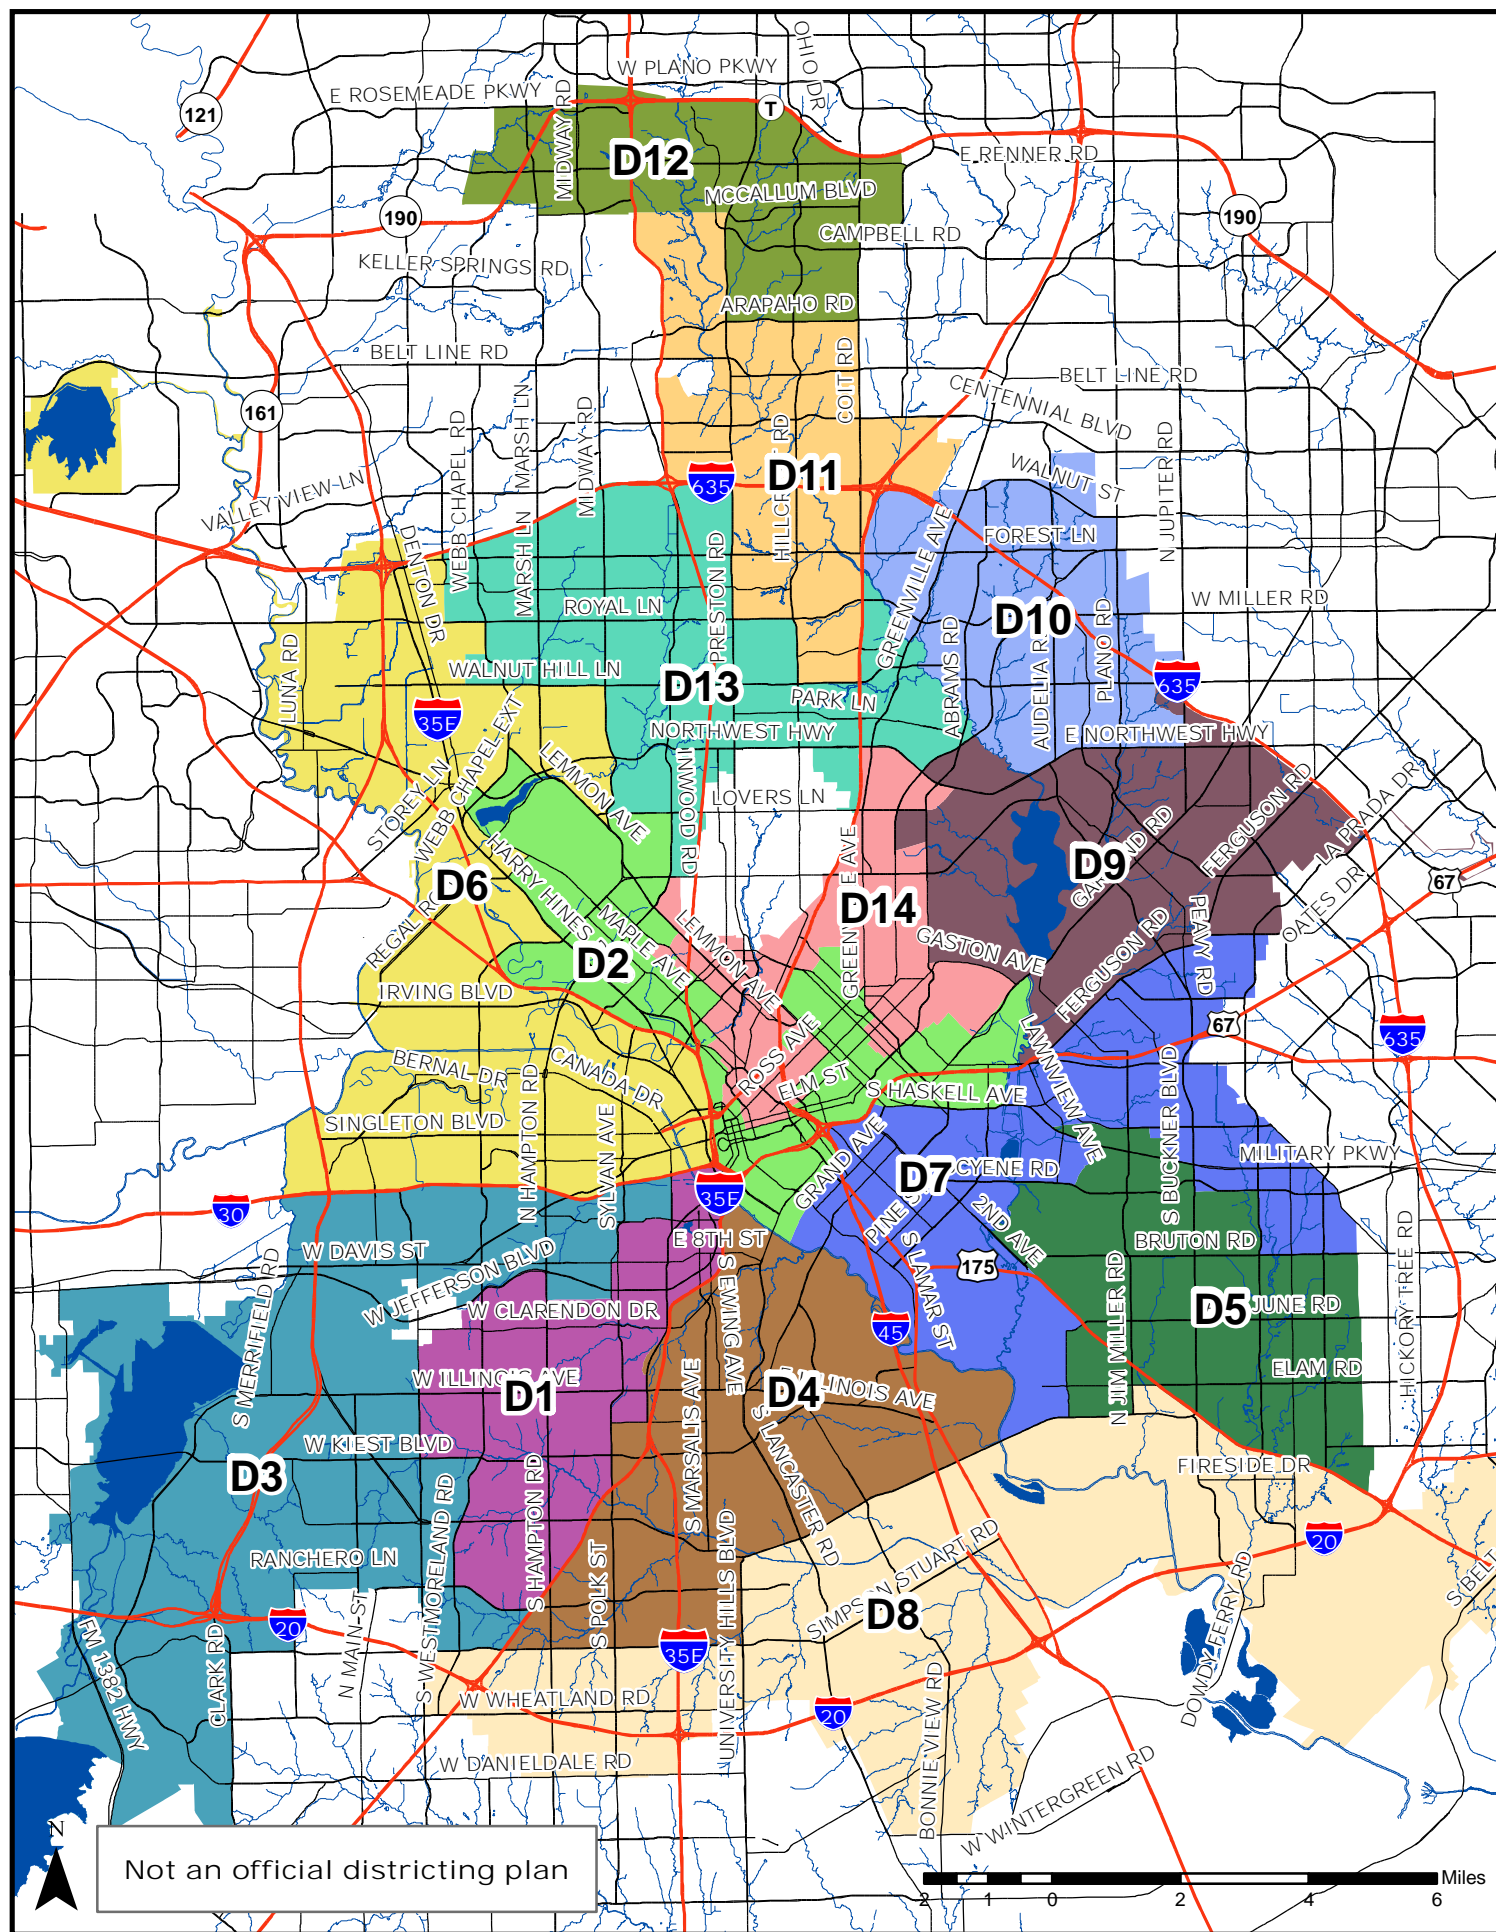 W PLANO PKWY
OHIO DR
E ROSEMEADE PKWY
MIDWAY RD
121
T
D12
E RENNER RD
MCCALLUM BLVD
190
190
CAMPBELL RD
KELLER SPRINGS RD
ARAPAHO RD
BELT LINE RD
COIT RD
BELT LINE RD
161
CENTENNIAL BLVD
WEBB CHAPEL RD
MARSH LN
MIDWAY RD
N JUPITER RD
D11
635
WALNUT ST
VALLEY VIEW LN
DENTON DR
MARSH LN
PRESTON RD
GREENVILLE AVE
FOREST LN
ROYAL LN
W MILLER RD
D10
ABRAMS RD
PLANO RD
LUNA RD
WALNUT HILL LN
D13
PARK LN
635
35E
NORTHWEST HWY
E NORTHWEST HWY
STOREY LN
WEBB CHAPEL EXT
LEMMON AVE
INWOOD RD
LOVERS LN
FERGUSON RD
LA PRADA DR
HARRY HINES
D6
D9
67
MAPLE AVE
LEMMON AVE
D14
OATES DR
D2
GASTON AVE
FERGUSON RD
PEAVY RD
IRVING BLVD
67
635
BERNAL DR
CANADA DR
ROSS AVE
ELM ST
S HASKELL AVE
LAWNVIEW AVE
S BUCKNER BLVD
SINGLETON BLVD
N HAMPTON RD
SYLVAN AVE
GRAND AVE
MILITARY PKWY
D7
CYENE RD
30
35E
2ND AVE
W DAVIS ST
E 8TH ST
S LAMAR ST
BRUTON RD
W JEFFERSON BLVD
175
S MERRIFIELD RD
W CLARENDON DR
S EWING AVE
45
N JIM MILLER RD
D5
JUNE RD
HICKORY TREE RD
W ILLINOIS AVE
D1
D4
ELAM RD
S MARSALIS AVE
S LANCASTER RD
W KIEST BLVD
D3
FIRESIDE DR
S WESTMORELAND RD
S HAMPTON RD
20
RANCHERO LN
S POLK ST
UNIVERSITY HILLS BLVD
SIMPSON STUART RD
D8
DOWDY FERRY RD
S BELT
20
N MAIN ST
35E
FM 1382 HWY
CLARK RD
W WHEATLAND RD
20
BONNIE VIEW RD
W DANIELDALE RD
W WINTERGREEN RD
N
Not an official districting plan
Miles
2 1 0 2 4 6